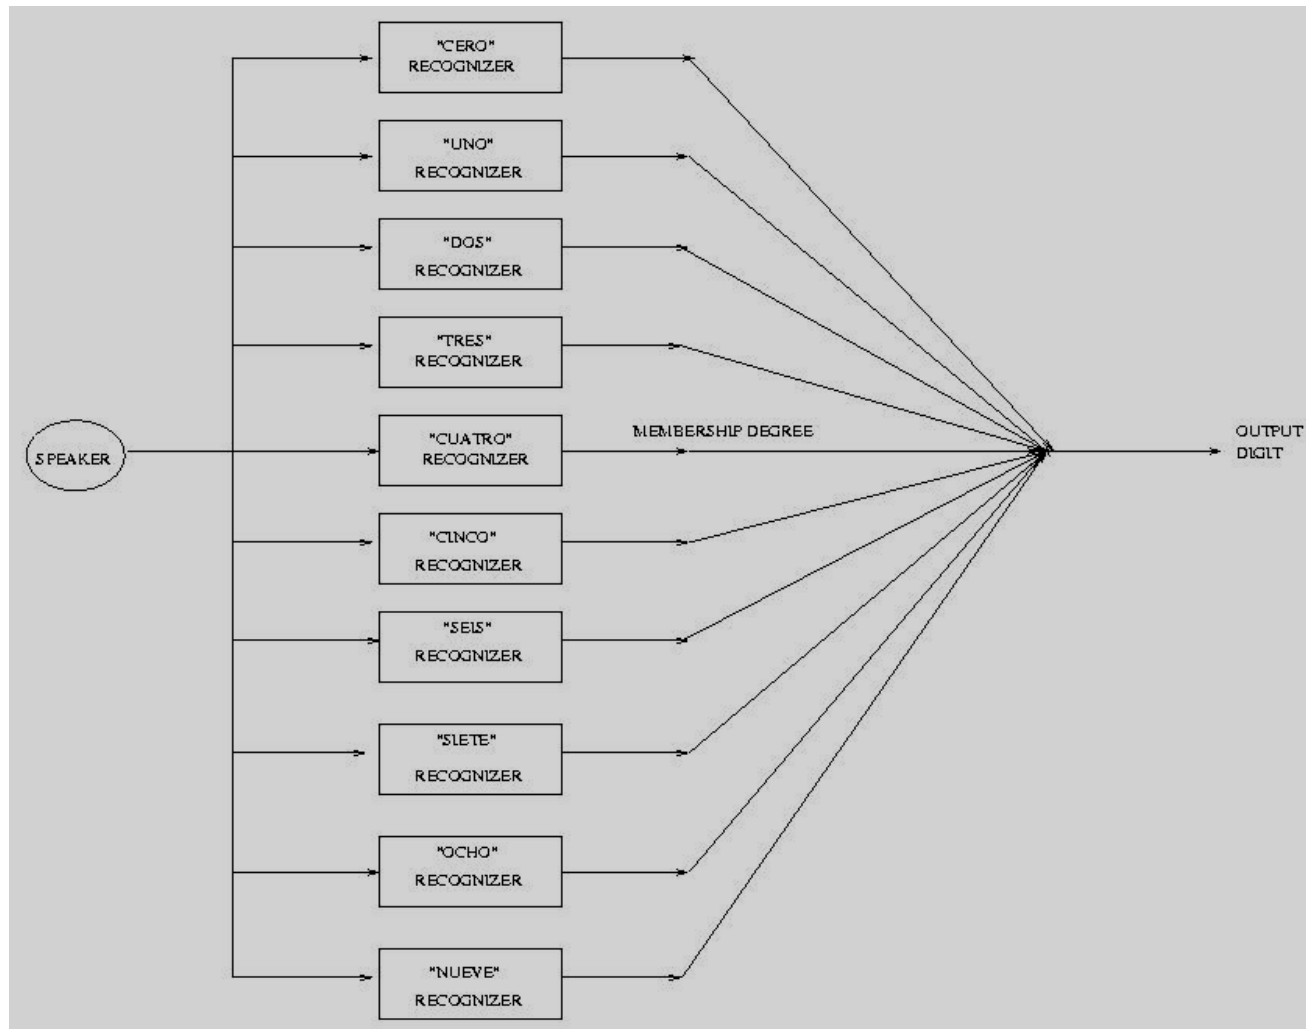 "CERO"
RECOGNIZER
"UNO"
RECOGNIZER
"DOS"
RECOGNIZER
"TRES"
RECOGNIZER
SPEAKER
"CUATRO"
RECOGNIZER
MEMBERSHIP DEGREE
OUTPUT
DIGIT
"CINCO"
RECOGNIZER
"SEIS"
RECOGNIZER
"SIETE"
RECOGNIZER
"OCHO"
RECOGNIZER
"NUEVE"
RECOGNIZER